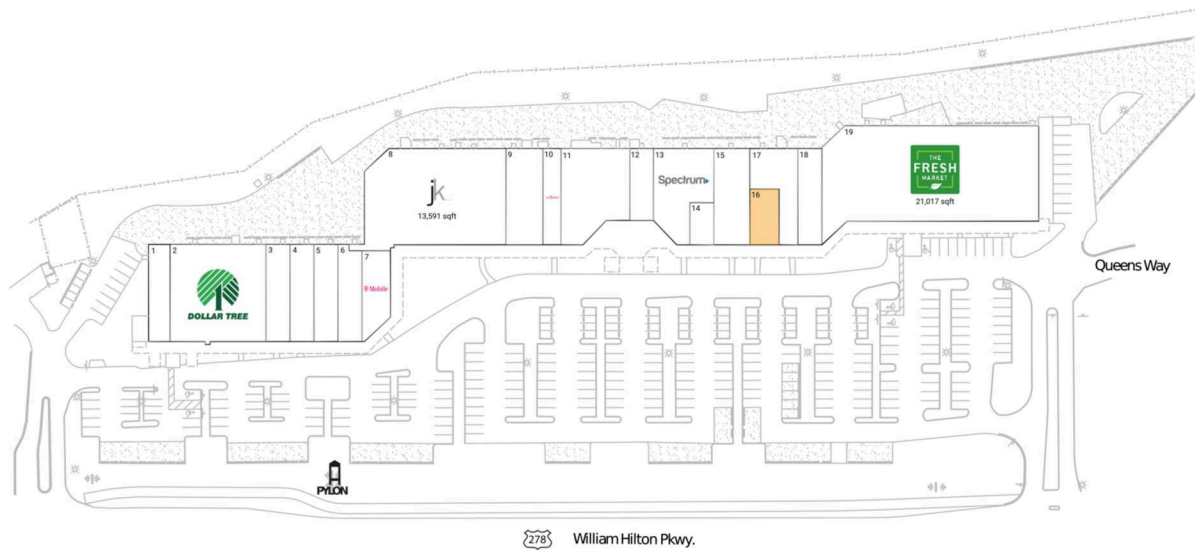 19
THE
FRESH
MARKET
21,017 sqft
8
9
10
11
12
13
15
17
18
jk
13,591 sqft
Spectrum
16
14
1
2
3
4
5
6
7
DOLLAR TREE
T Mobile
Queens Way
PYLON
278
William Hilton Pkwy.